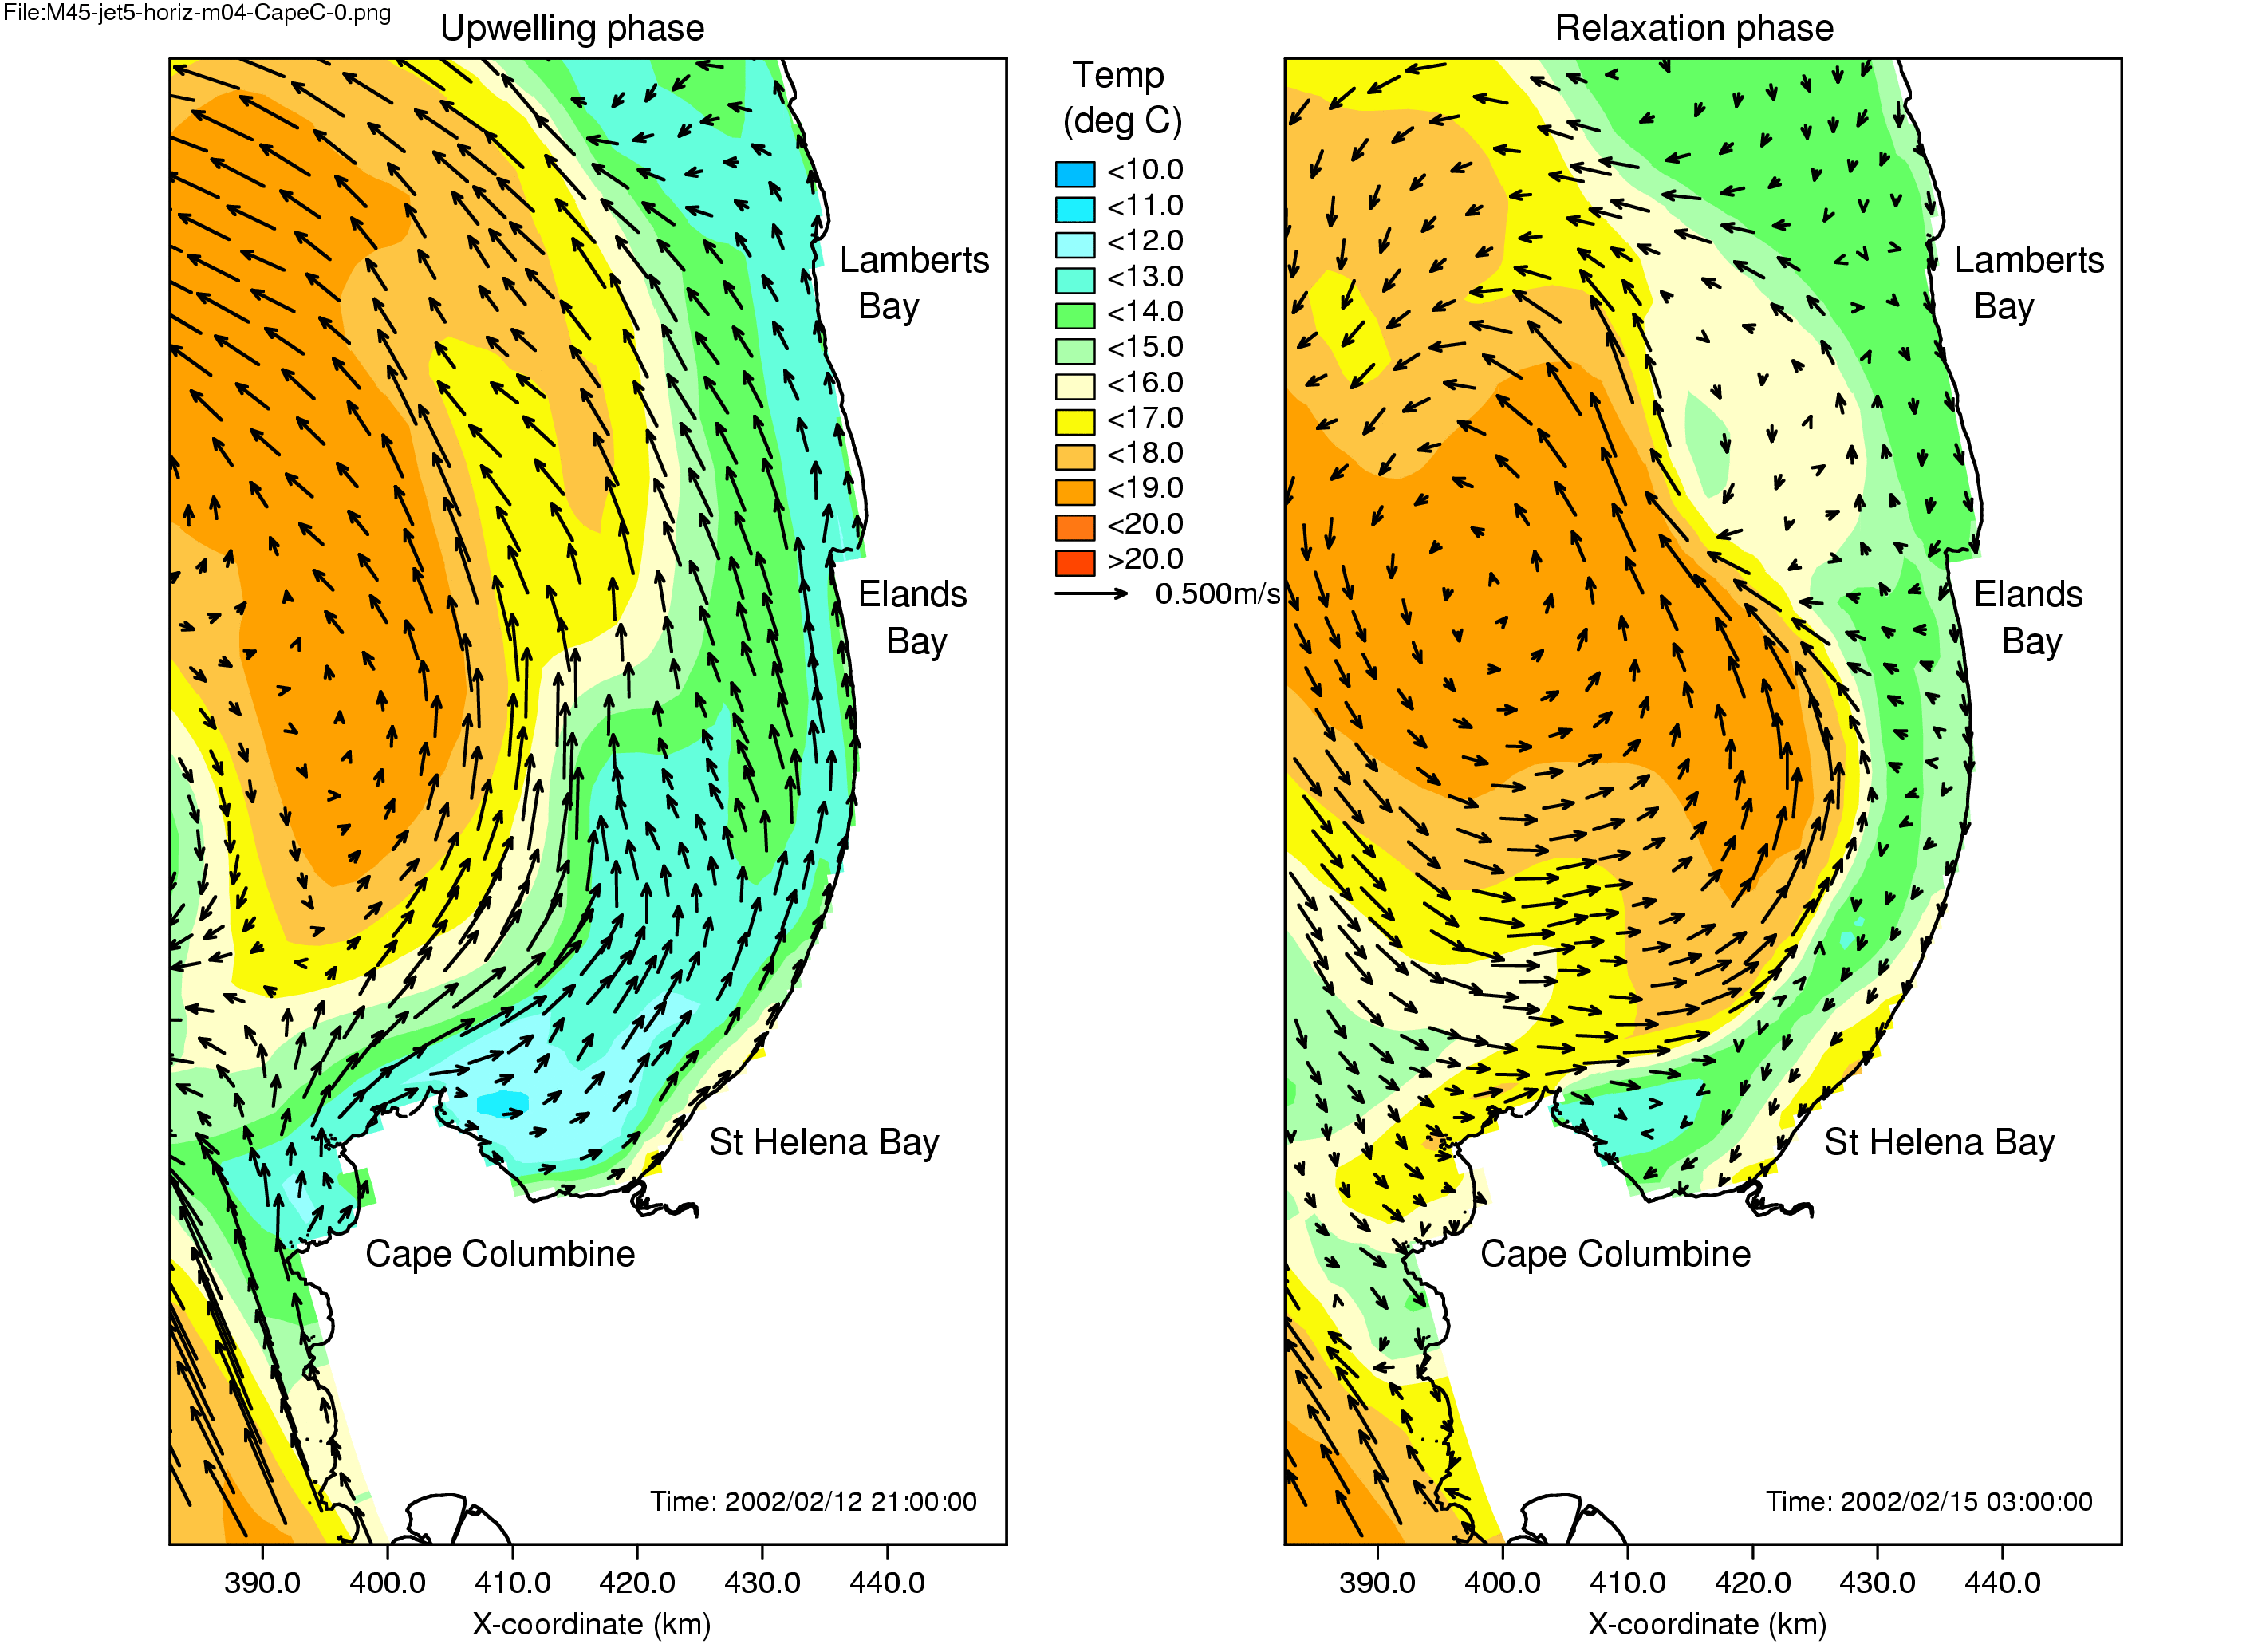 File:M45-jet5-horiz-m04-CapeC-0.png
Upwelling phase
Relaxation phase
Temp
(deg C)
<10.0
<11.0
<12.0
<13.0
<14.0
<15.0
<16.0
<17.0
<18.0
<19.0
<20.0
>20.0
0.500m/s
Lamberts
Bay
Elands
Bay
St Helena Bay
Cape Columbine
Time: 2002/02/12 21:00:00
390.0 400.0 410.0 420.0 430.0 440.0
X-coordinate (km)
Lamberts
Bay
Elands
Bay
St Helena Bay
Cape Columbine
Time: 2002/02/15 03:00:00
390.0 400.0 410.0 420.0 430.0 440.0
X-coordinate (km)